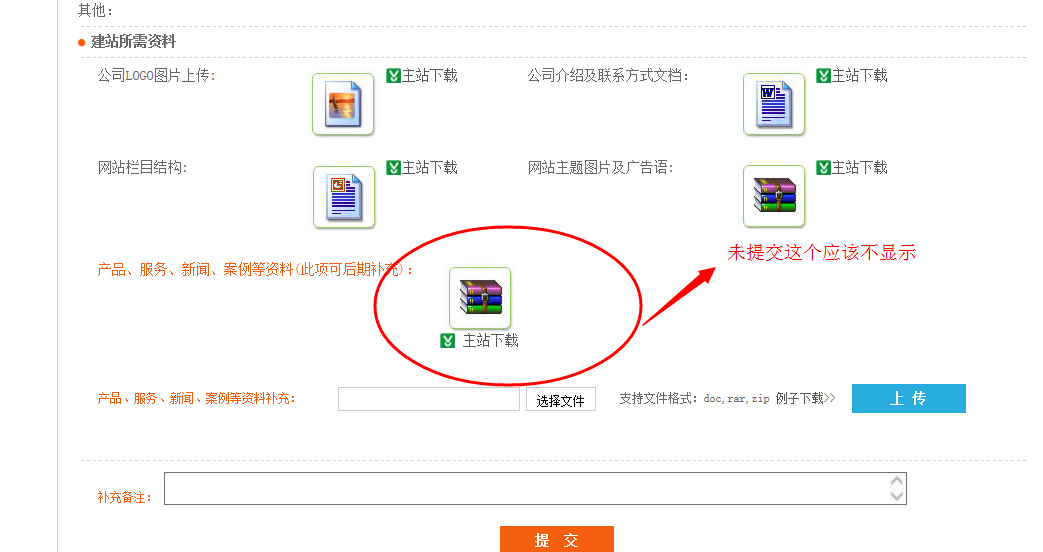 其他：
建站所需资料
公司LOGO图片上传： 主站下载 公司介绍及联系方式文档： 主站下载
网站栏目结构： 主站下载 网站主题图片及广告语： 主站下载
未提交这个应该不显示
产品、服务、新闻、案例等资料(此项可后期补充)：
主站下载
产品、服务、新闻、案例等资料补充： 选择文件 支持文件格式：doc,rar,zip 例子下载>> 上 传
补充备注：
提 交